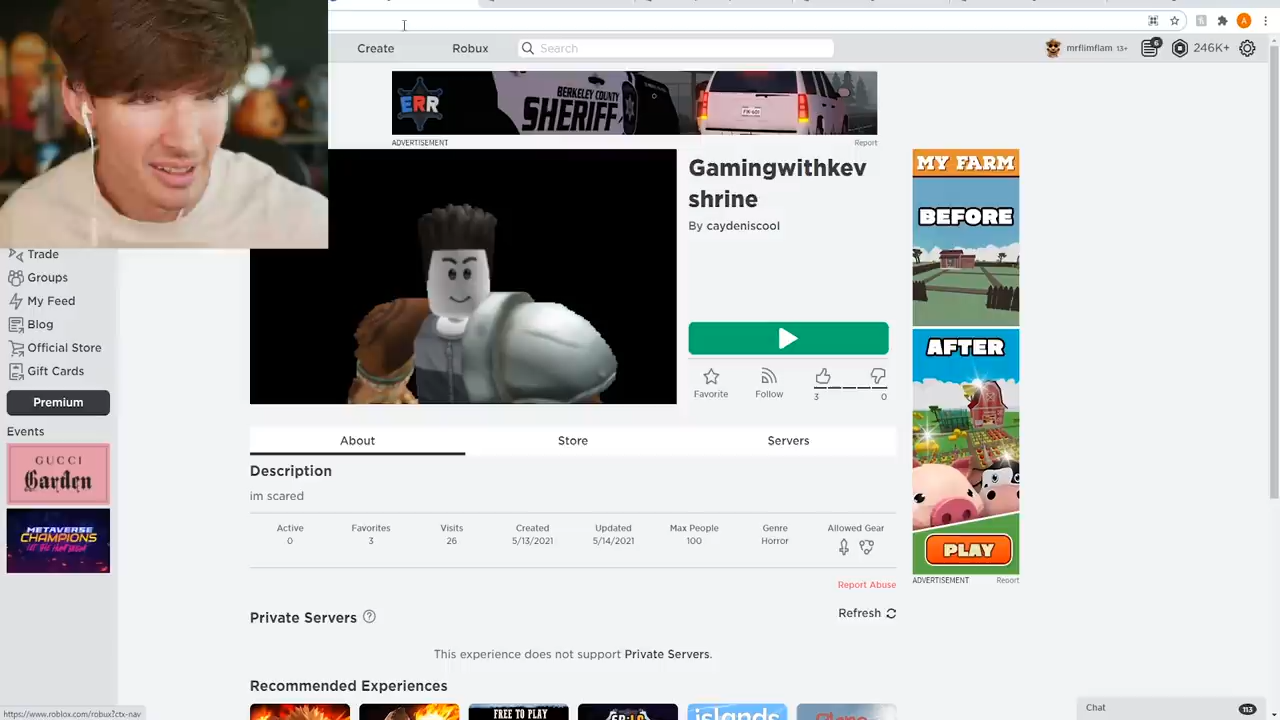 Create
Robux
Search
mrflimflam 13+
6
246K+
A
ERR
BERKELEY COUNTY
SHERIFF
ADVERTISEMENT
Report
Gamingwithkev
shrine
By caydeniscool
Favorite
Follow
3
0
MY FARM
BEFORE
AFTER
PLAY
ADVERTISEMENT
Report
Trade
Groups
My Feed
Blog
Official Store
Gift Cards
Premium
Events
GUCCI
Garden
METAVERSE
CHAMPIONS
About
Store
Servers
Description
im scared
Active
Favorites
Visits
Created
Updated
Max People
Genre
Allowed Gear
0
3
26
5/13/2021
5/14/2021
100
Horror
Report Abuse
Private Servers
Refresh
This experience does not support Private Servers.
Recommended Experiences
FREE TO PLAY
islands
https://www.roblox.com/robux?ctx-nav
Chat
113